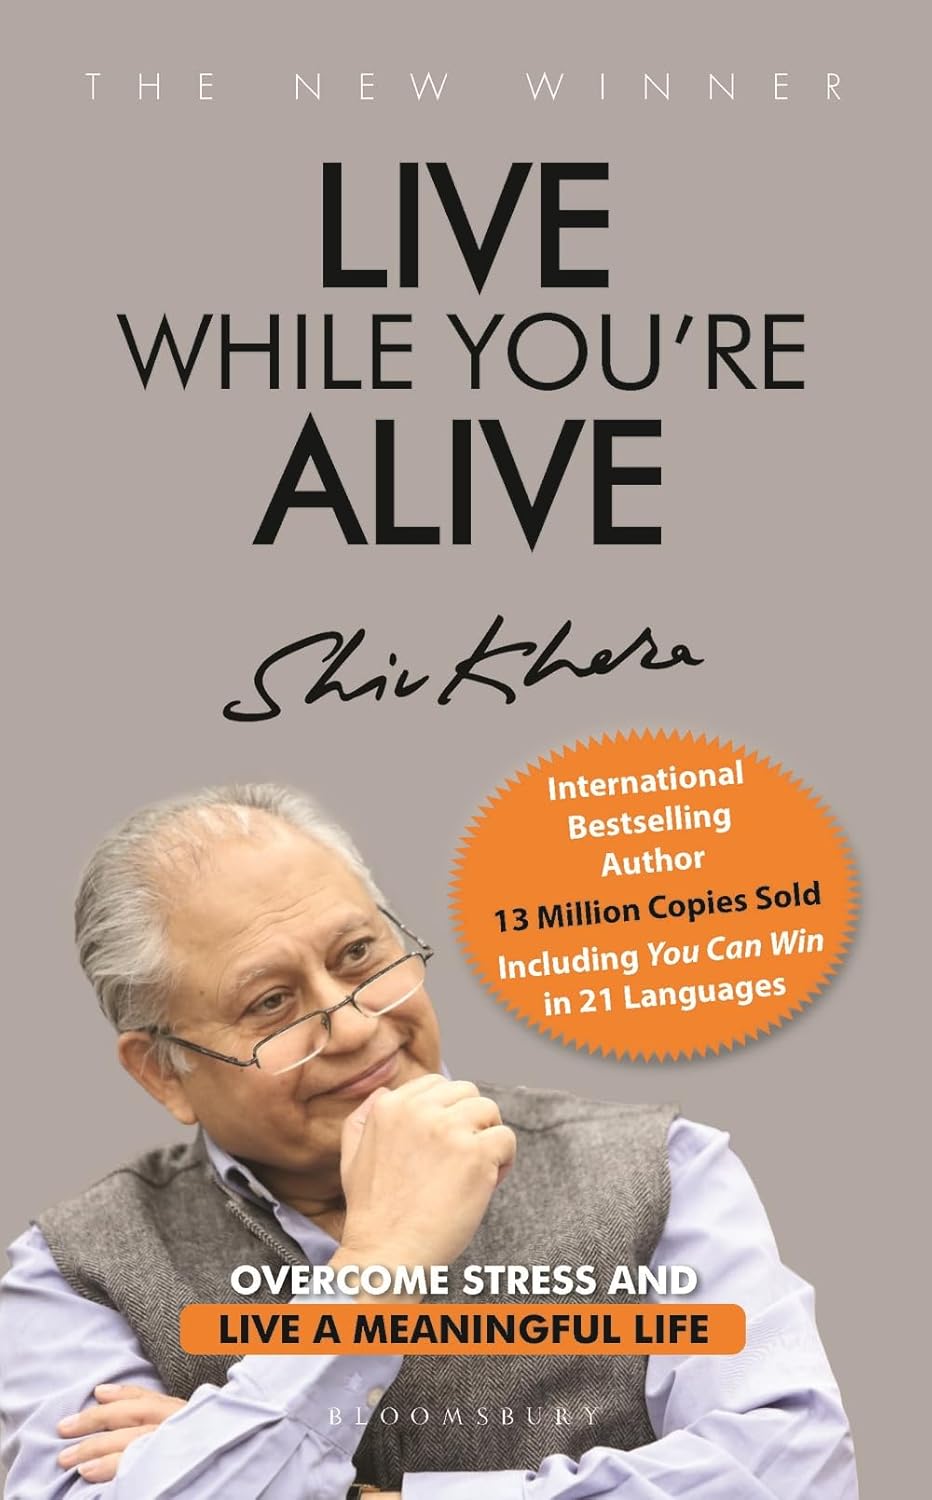 THE NEW WINNER
LIVE
WHILE YOU'RE
ALIVE
Shiv Khera
International
Bestselling
Author
13 Million Copies Sold
Including You Can Win
in 21 Languages
OVERCOME STRESS AND
LIVE A MEANINGFUL LIFE
BLOOMSBURY